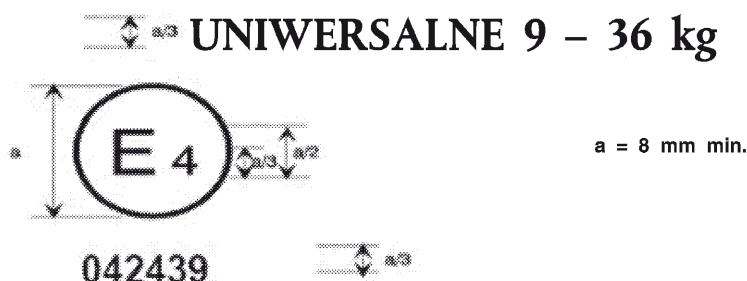 a/3 UNIWERSALNE 9 – 36 kg
a E 4 a/3 a/2
a = 8 mm min.
042439 a/3